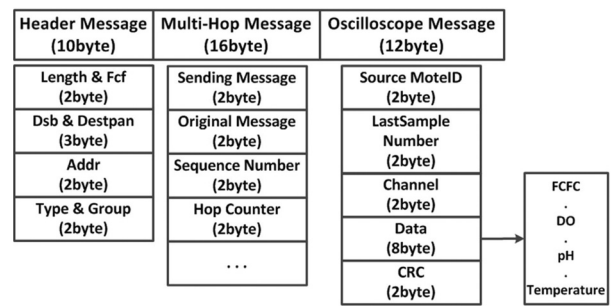 Header Message
(10byte)
Multi-Hop Message
(16byte)
Oscilloscope Message
(12byte)
Length & Fcf
(2byte)
Dsb & Destpan
(3byte)
Addr
(2byte)
Type & Group
(2byte)
Sending Message
(2byte)
Original Message
(2byte)
Sequence Number
(2byte)
Hop Counter
(2byte)
...
Source MoteID
(2byte)
LastSample
Number
(2byte)
Channel
(2byte)
Data
(8byte)
CRC
(2byte)
FCFC
.
DO
.
pH
.
Temperature